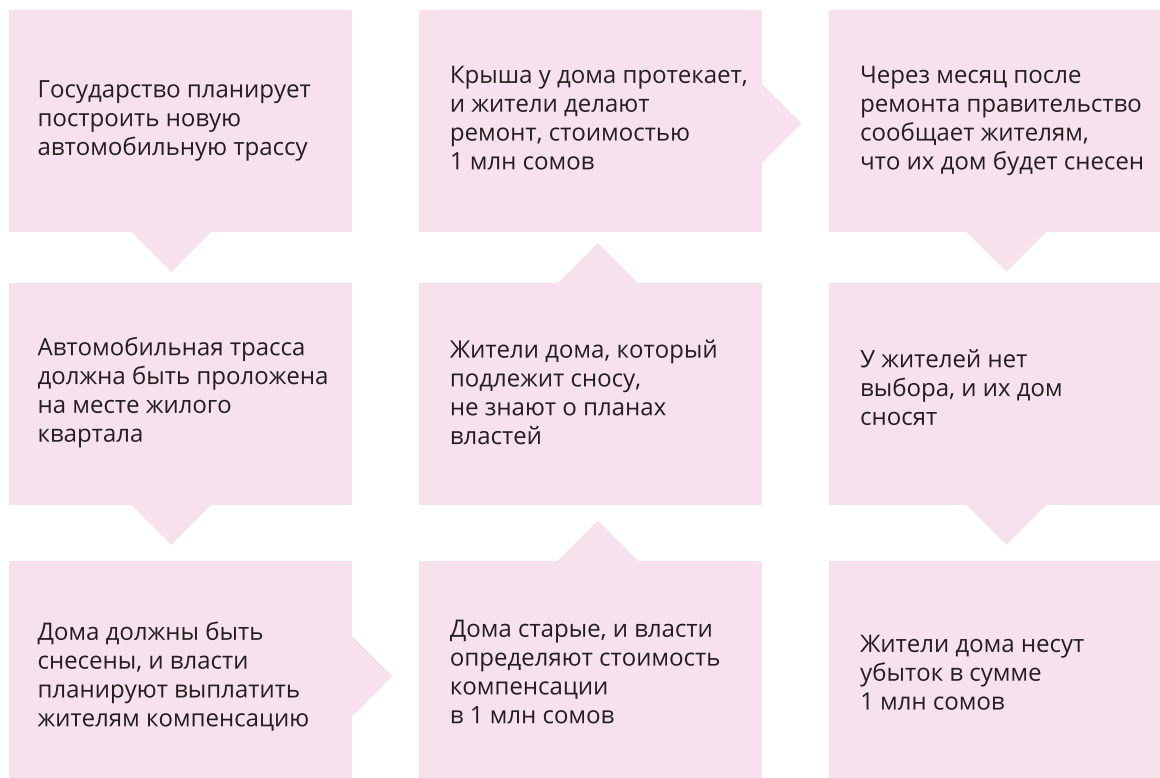 Государство планирует
построить новую
автомобильную трассу
Автомобильная трасса
должна быть проложена
на месте жилого
квартала
Дома должны быть
снесены, и власти
планируют выплатить
жителям компенсацию
Дома старые, и власти
определяют стоимость
компенсации
в 1 млн сомов
Жители дома, который
подлежит сносу,
не знают о планах
властей
Крыша у дома протекает,
и жители делают
ремонт, стоимостью
1 млн сомов
Через месяц после
ремонта правительство
сообщает жителям,
что их дом будет снесен
У жителей нет
выбора, и их дом
сносят
Жители дома несут
убыток в сумме
1 млн сомов